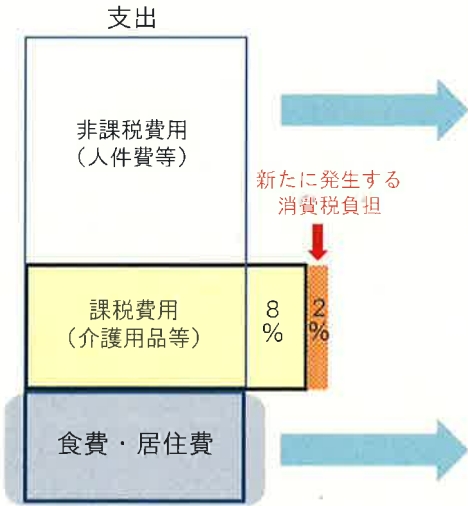 支出
非課税費用
（人件費等）
新たに発生する
消費税負担
課税費用
（介護用品等）
8
%
2
%
食費・居住費